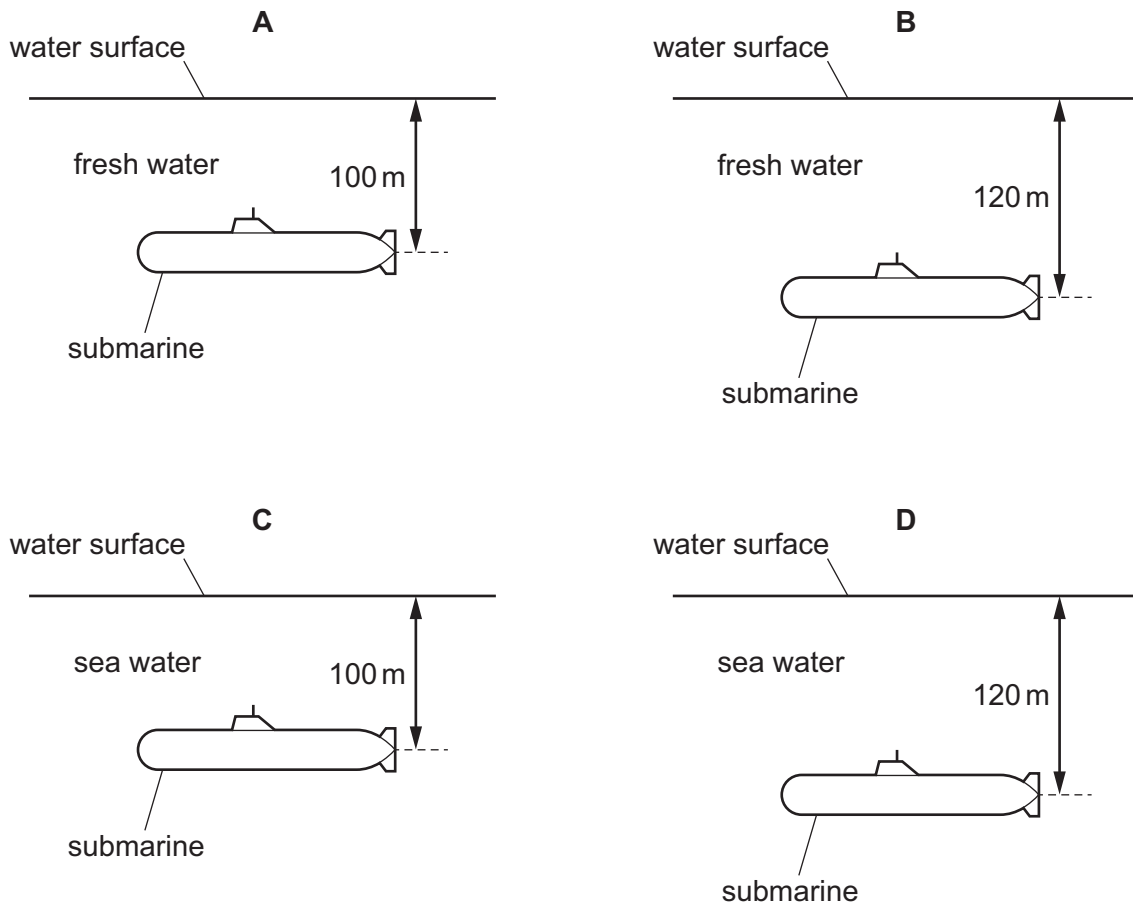 A
water surface
fresh water
100 m
submarine
B
water surface
fresh water
120 m
submarine
C
water surface
sea water
100 m
submarine
D
water surface
sea water
120 m
submarine